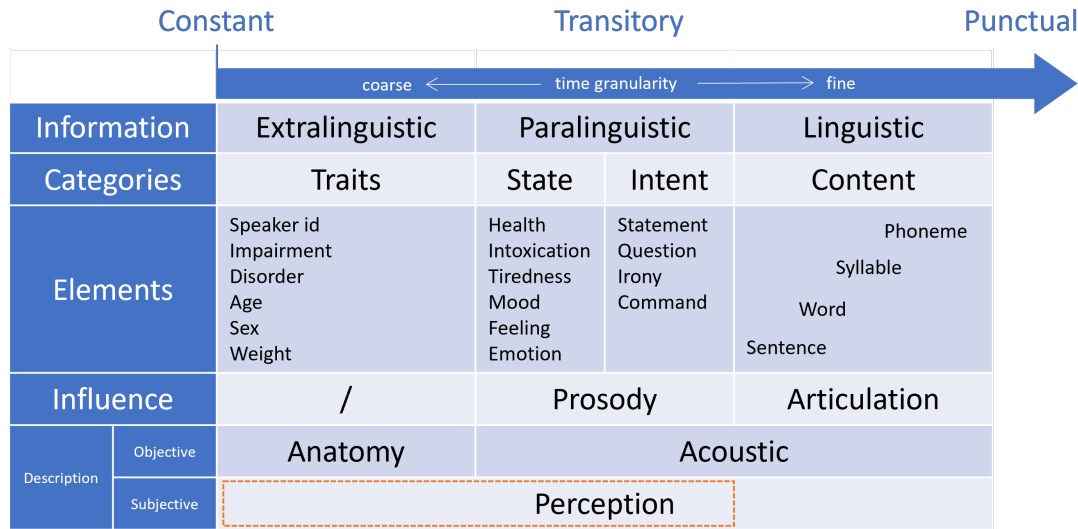 Constant Transitory Punctual
coarse time granularity fine
Information Extralinguistic Paralinguistic Linguistic
Categories Traits State Intent Content
Elements
Speaker id
Impairment
Disorder
Age
Sex
Weight
Health
Intoxication
Tiredness
Mood
Feeling
Emotion
Statement
Question
Irony
Command
Phoneme
Syllable
Word
Sentence
Influence / Prosody Articulation
Description
Objective Anatomy Acoustic
Subjective Perception